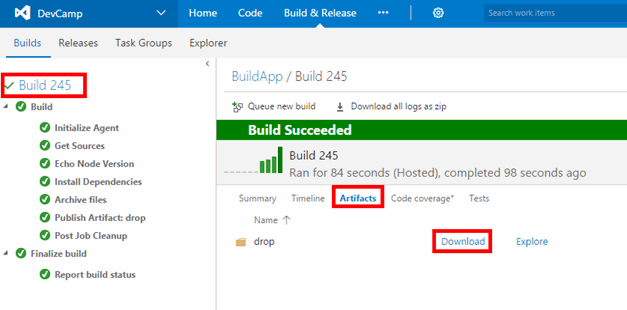 DevCamp
Home Code Build & Release ••• Search work items
Builds Releases Task Groups Explorer
Build 245
Build
Initialize Agent
Get Sources
Echo Node Version
Install Dependencies
Archive files
Publish Artifact: drop
Post Job Cleanup
Finalize build
Report build status
BuildApp / Build 245
Queue new build Download all logs as zip
Build Succeeded
Build 245
Ran for 84 seconds (Hosted), completed 98 seconds ago
Summary Timeline Artifacts Code coverage* Tests
Name
drop Download Explore